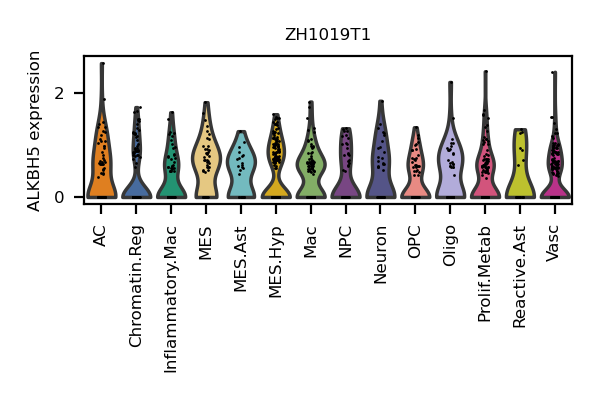 ZH1019T1
ALKBH5 expression
2
0
AC
Chromatin.Reg
Inflammatory.Mac
MES
MES.Ast
MES.Hyp
Mac
NPC
Neuron
OPC
Oligo
Prolif.Metab
Reactive.Ast
Vasc